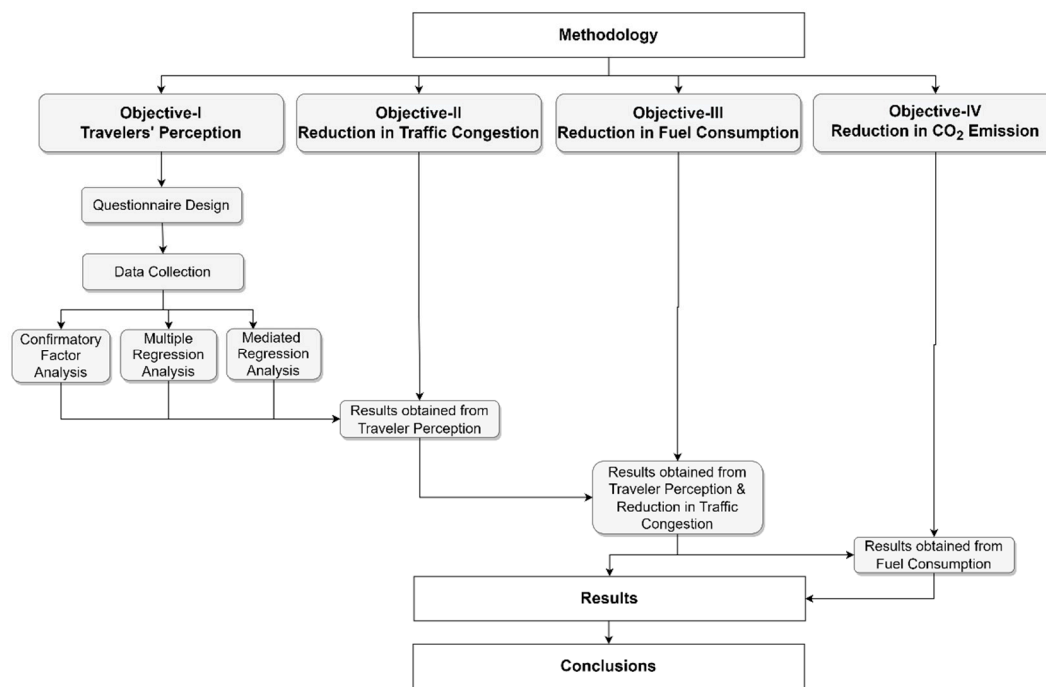 Methodology
Objective-I
Travelers' Perception
Objective-II
Reduction in Traffic Congestion
Objective-III
Reduction in Fuel Consumption
Objective-IV
Reduction in CO₂ Emission
Questionnaire Design
Data Collection
Confirmatory
Factor
Analysis
Multiple
Regression
Analysis
Mediated
Regression
Analysis
Results obtained from
Traveler Perception
Results obtained from
Traveler Perception &
Reduction in Traffic
Congestion
Results obtained from
Fuel Consumption
Results
Conclusions